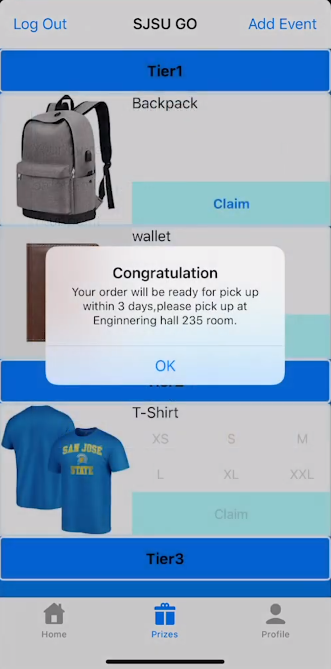 Log Out
SJSU GO
Add Event
Tier1
Backpack
Claim
wallet
Congratulation
Your order will be ready for pick up
within 3 days,please pick up at
Enginnering hall 235 room.
OK
T-Shirt
SAN JOSE
STATE
XS
S
M
L
XL
XXL
Claim
Tier3
Home
Prizes
Profile